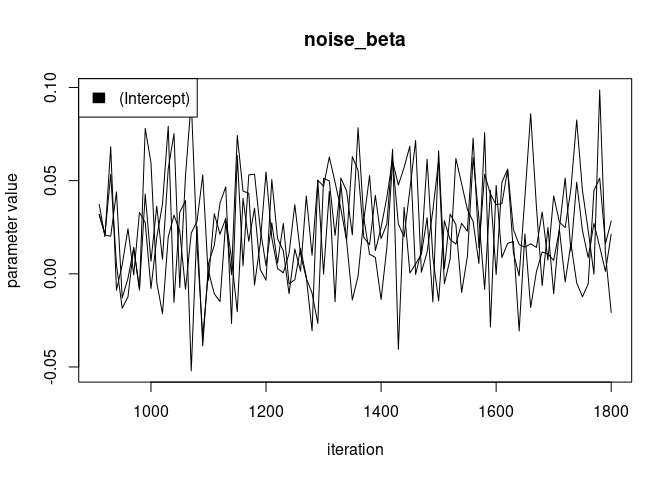 noise_beta
(Intercept)
0.10
0.05
0.00
-0.05
parameter value
1000 1200 1400 1600 1800
iteration